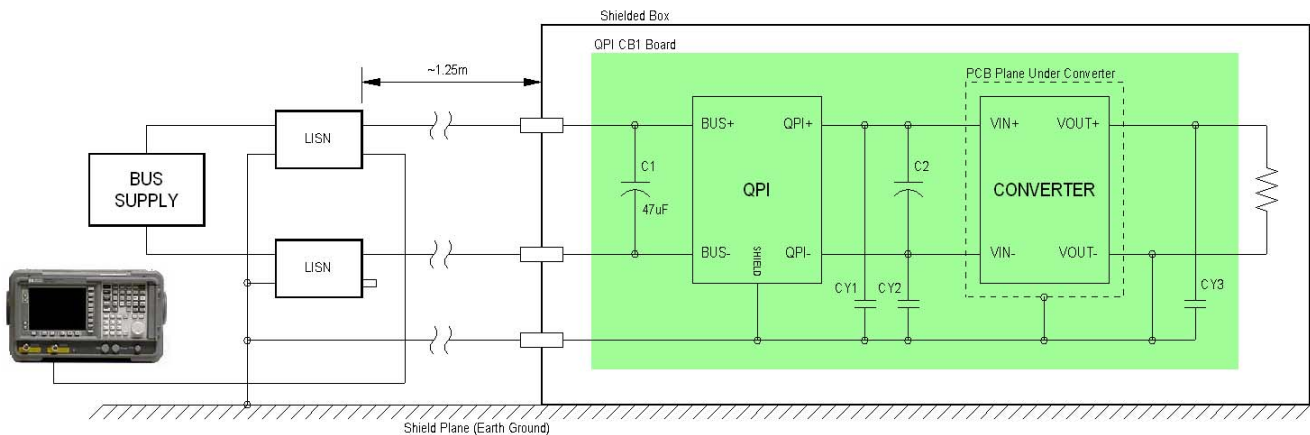 Shielded Box
QPI CB1 Board
~1.25m
PCB Plane Under Converter
LISN
BUS+
QPI+
VIN+
VOUT+
C1
C2
BUS
SUPPLY
QPI
CONVERTER
47uF
LISN
BUS-
SHIELD
QPI-
VIN-
VOUT-
CY1
CY2
CY3
Shield Plane (Earth Ground)